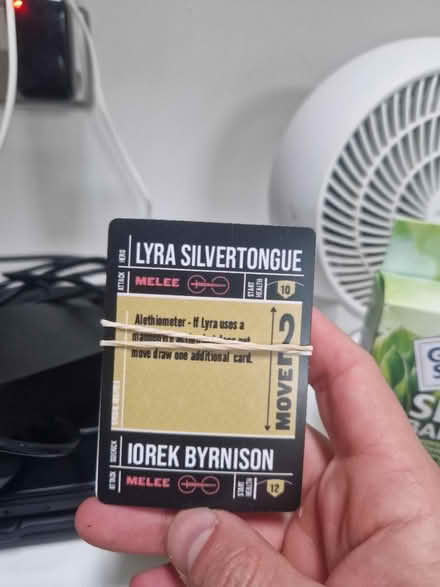 HERO
LYRA SILVERTONGUE
ATTACK
MELEE
START
HEALTH
10
Alethiometer - If Lyra uses a
move draw one additional card.
MOVE 2
SIDEKICK
IOREK BYRNISON
ATTACK
MELEE
START
HEALTH
12